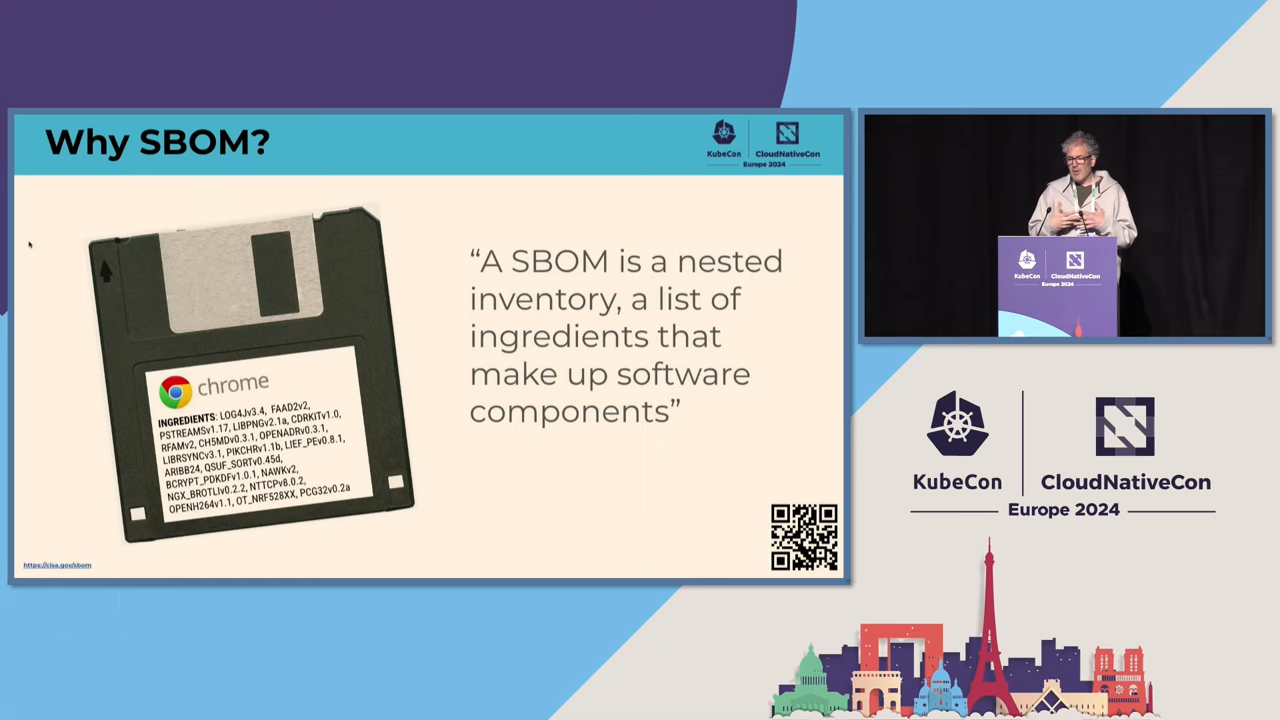 Why SBOM?
KubeCon
CloudNativeCon
Europe 2024
chrome
INGREDIENTS: LOG4Jv3.4, FAAD2v2,
PSTREAMSv1.17, LIBPNGv2.1a, CDRKITv1.0,
RFAMv2, CH5MDv0.3.1, OPENADRv0.3.1,
LIBRSYNCv3.1, PIKCHRv1.1b, LIEF_PEv0.8.1,
ARIBB24, QSUF_SORTv0.45d,
BCRYPT_PDKDFv1.0.1, NAWKv2,
NGX_BROTLIv0.2.2, NTTCPv8.0.2,
OPENH264v1.1, OT_NRF528XX, PCG32v0.2a
“A SBOM is a nested
inventory, a list of
ingredients that
make up software
components”
https://cisa.gov/sbom
KubeCon
CloudNativeCon
Europe 2024
KubeCon
CloudNativeCon
Europe 2024